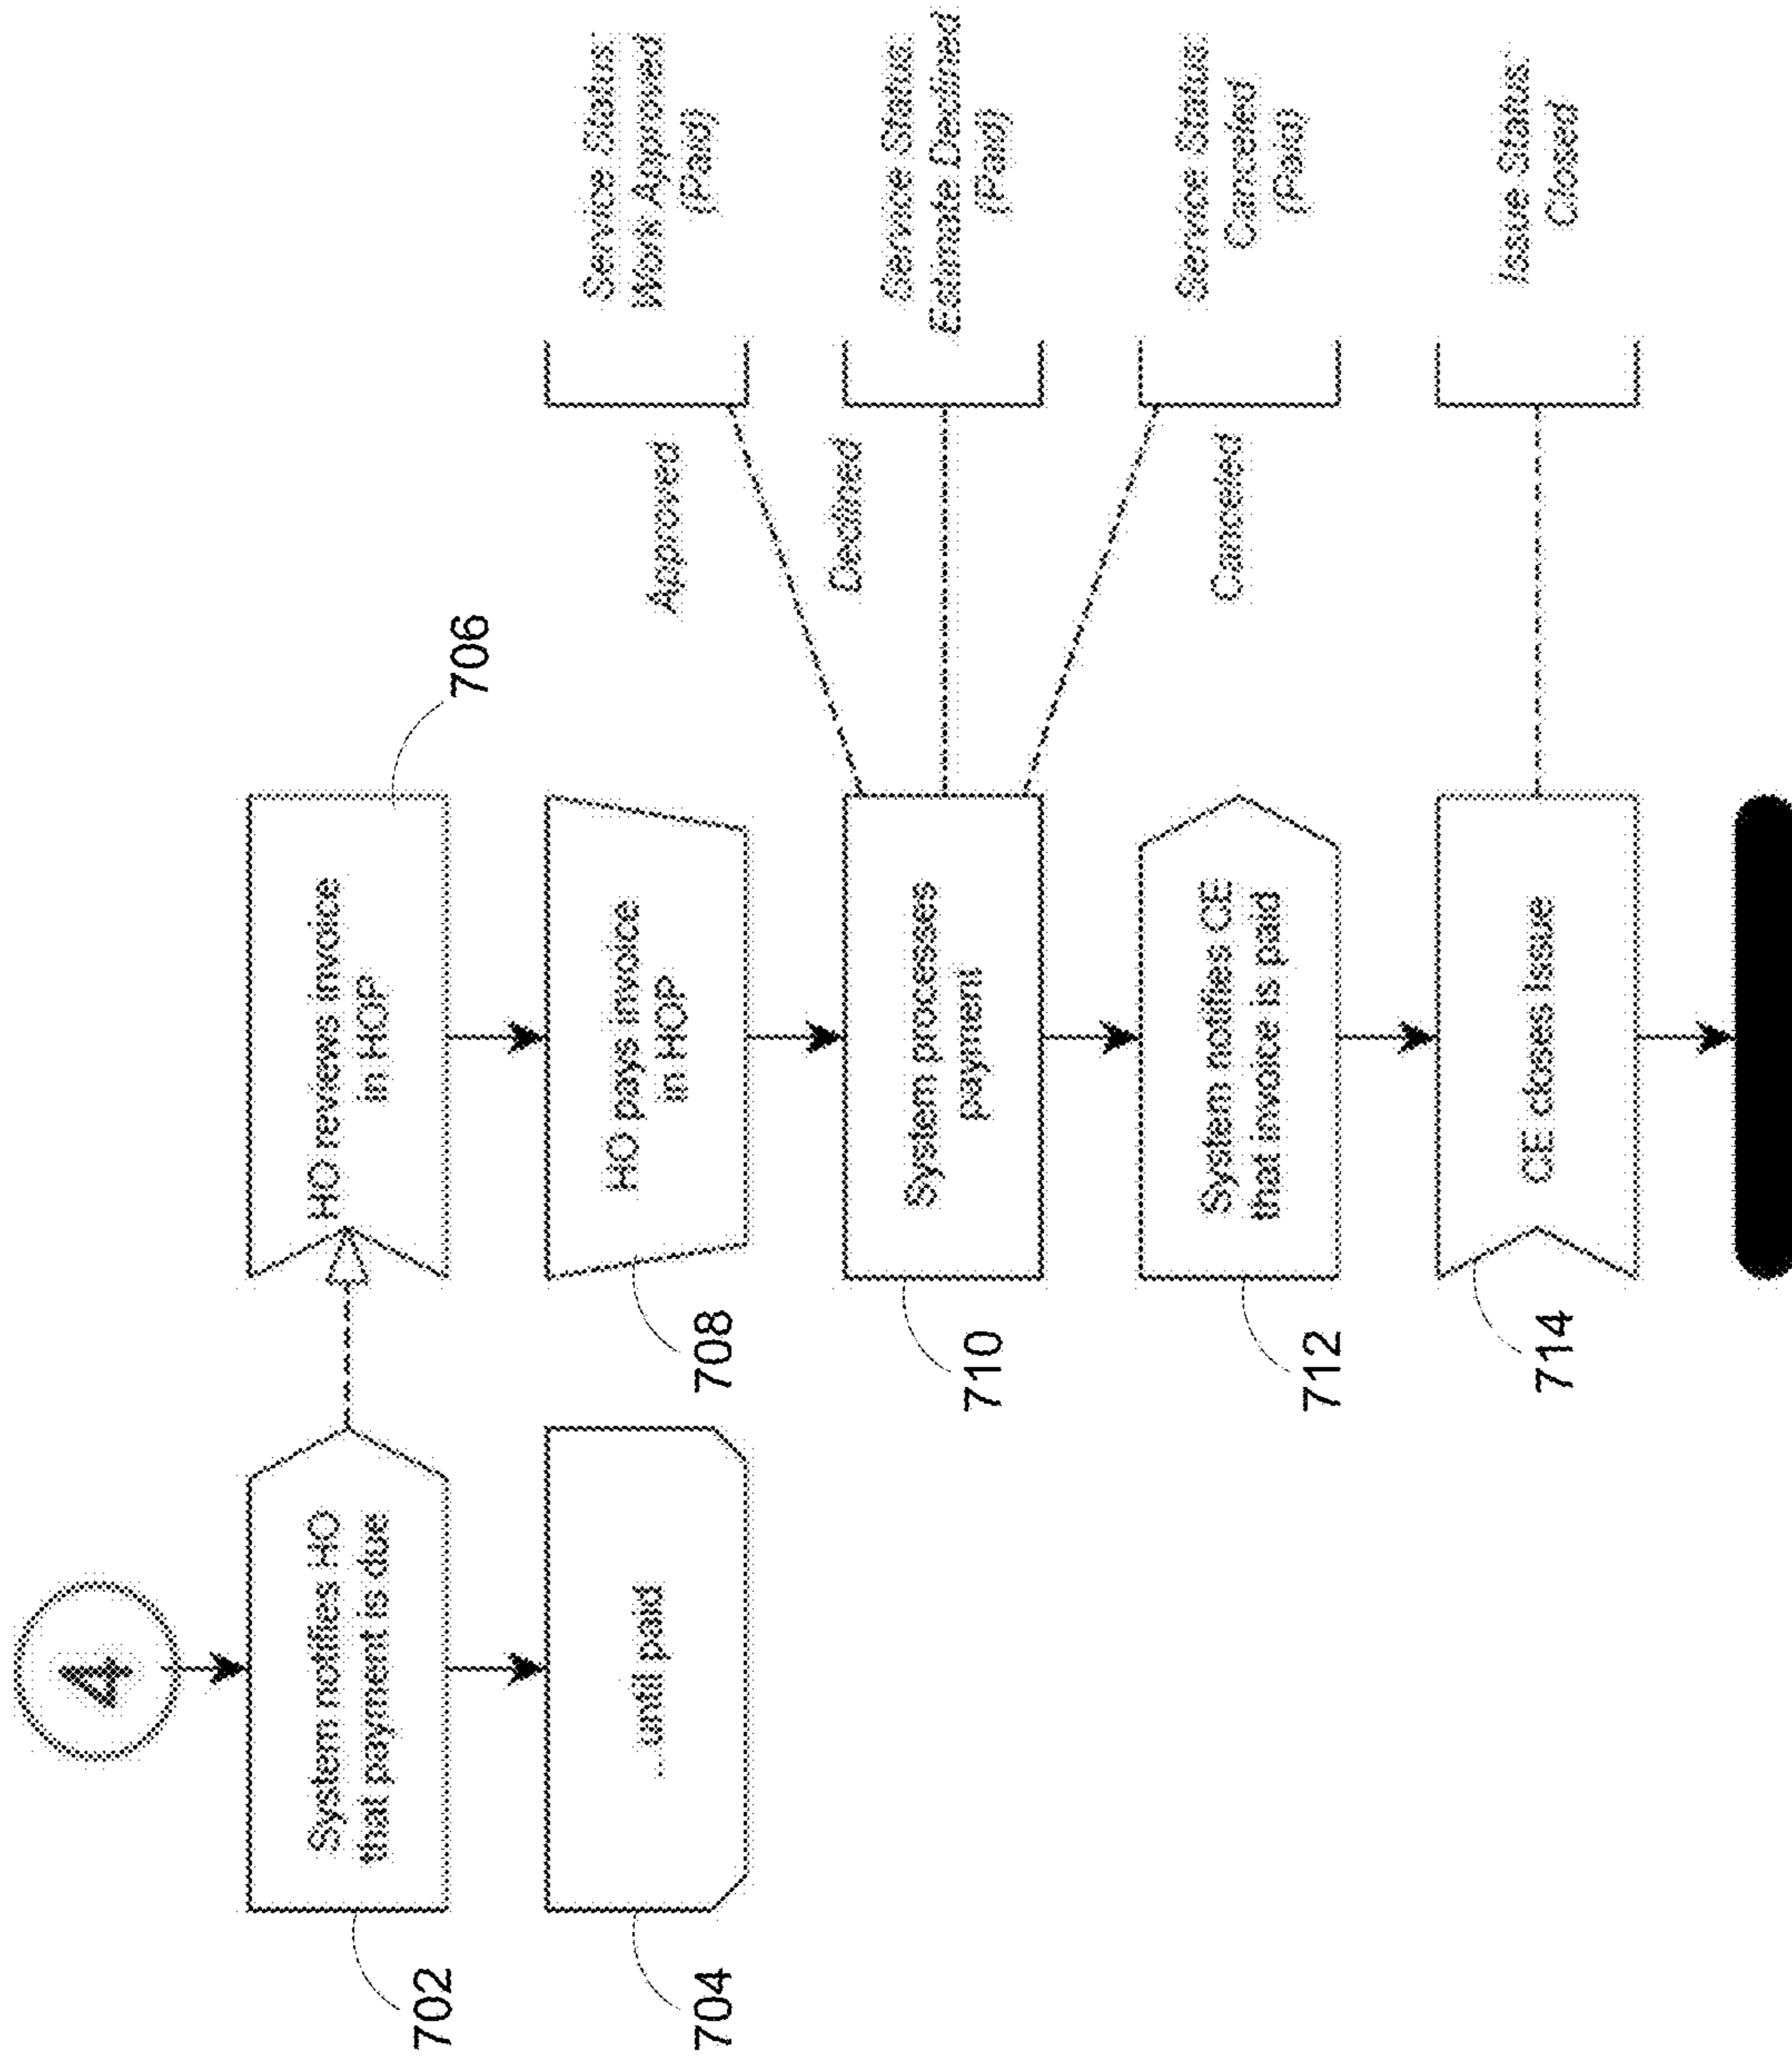 4
System notifies HO
that payment is due
702
...until paid
704
HO reviews invoice
in HOP
706
HO pays invoice
in HOP
708
System processes
payment
710
Approved
Service Status:
Work Approved
(Paid)
Declined
Service Status:
Estimate Declined
(Paid)
Canceled
Service Status:
Canceled
(Paid)
System notifies CE
that invoice is paid
712
CE closes issue
714
Issue Status:
Closed